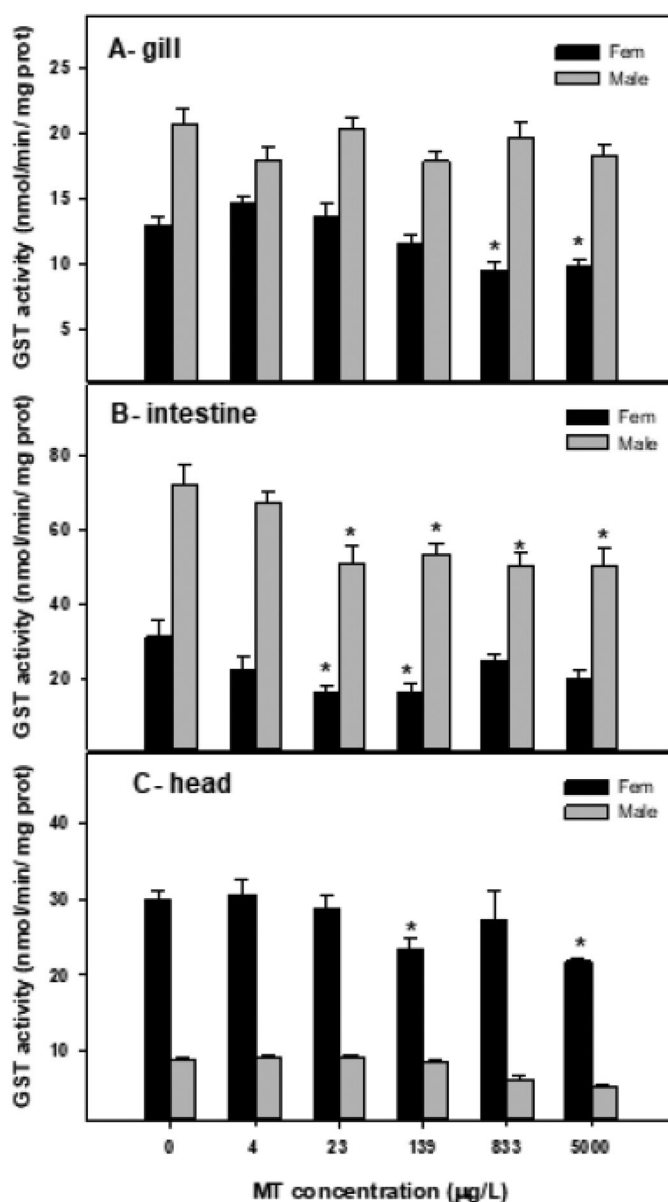 A- gill
Fem
Male
GST activity (nmol/min/ mg prot)
25
20
15
10
5
*
*
B- intestine
Fem
Male
GST activity (nmol/min/ mg prot)
80
60
40
20
*
*
*
*
*
*
C- head
Fem
Male
GST activity (nmol/min/ mg prot)
40
30
20
10
*
*
0 4 23 139 833 5000
MT concentration (µg/L)